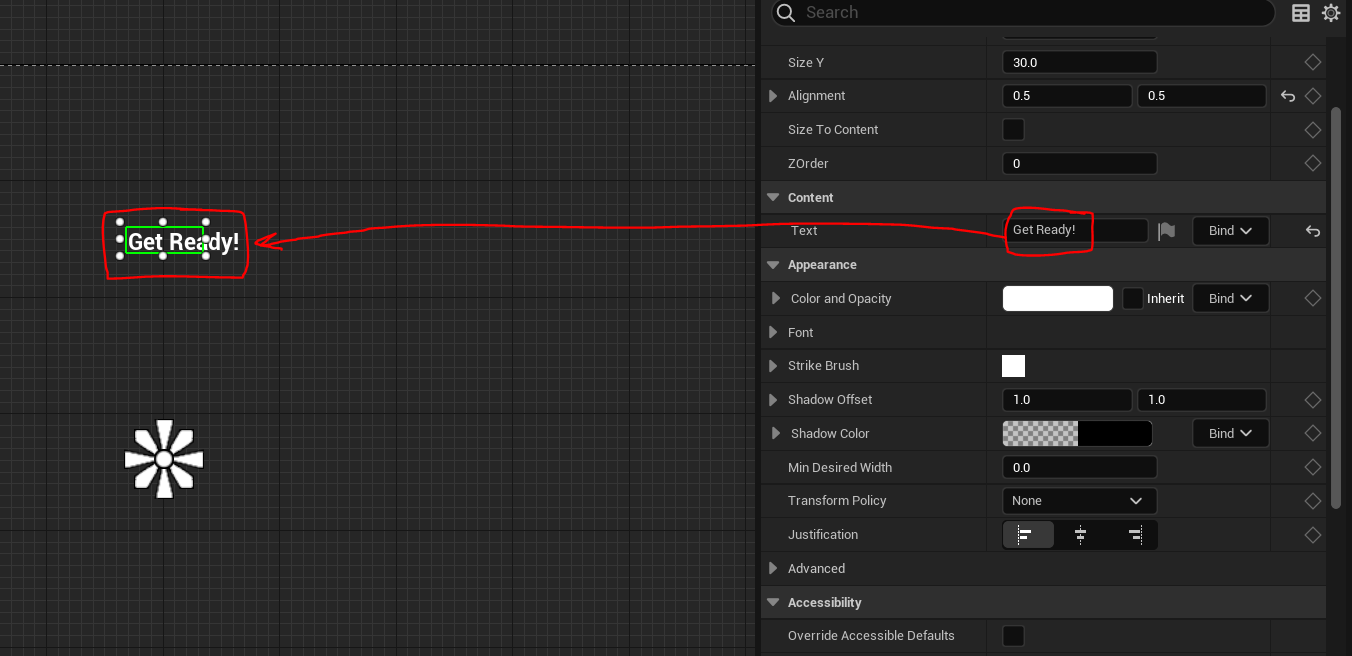 Search
Size Y 30.0
Alignment 0.5 0.5
Size To Content
ZOrder 0
Content
Get Ready! Text Get Ready! Bind
Appearance
Color and Opacity Inherit Bind
Font
Strike Brush
Shadow Offset 1.0 1.0
Shadow Color Bind
Min Desired Width 0.0
Transform Policy None
Justification
Advanced
Accessibility
Override Accessible Defaults